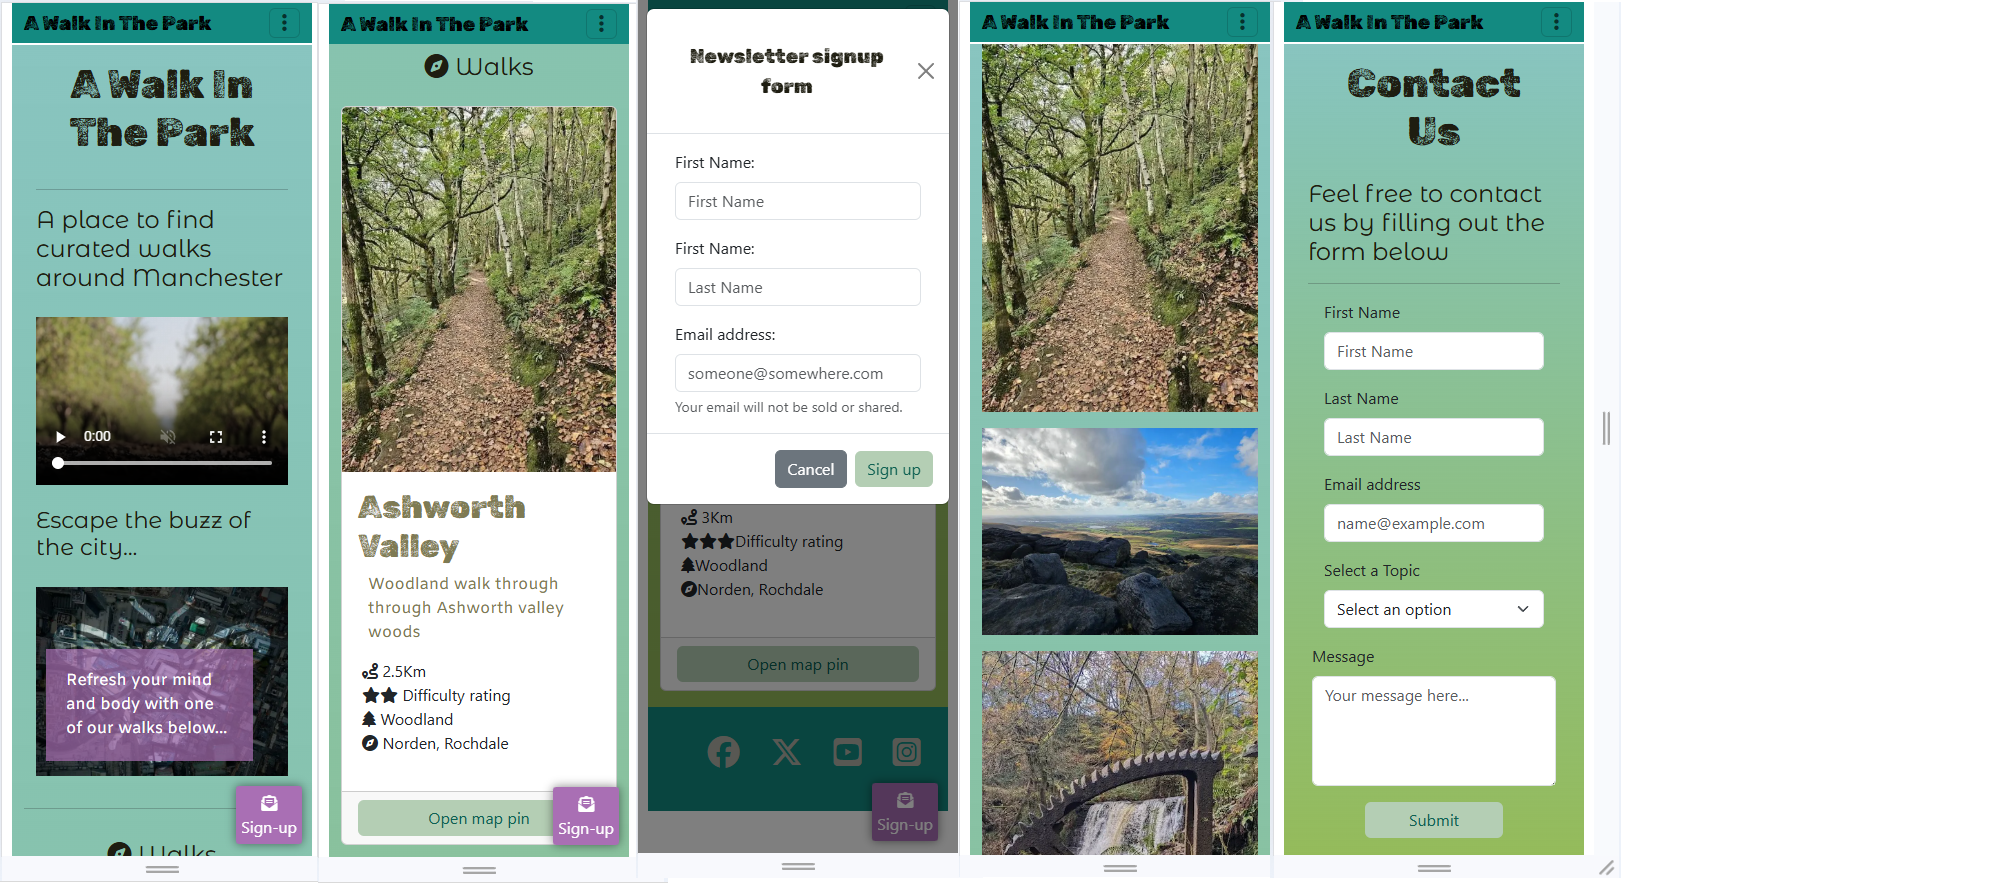 A Walk In The Park
A Walk In
The Park
A place to find
curated walks
around Manchester
0:00
Escape the buzz of
the city...
Refresh your mind
and body with one
of our walks below...
Sign-up
Walks
A Walk In The Park
Walks
Ashworth
Valley
Woodland walk through
through Ashworth valley
woods
2.5Km
Difficulty rating
Woodland
Norden, Rochdale
Open map pin
Sign-up
Newsletter signup
form
First Name:
First Name
First Name:
Last Name
Email address:
someone@somewhere.com
Your email will not be sold or shared.
Cancel
Sign up
3Km
Difficulty rating
Woodland
Norden, Rochdale
Open map pin
Sign-up
A Walk In The Park
A Walk In The Park
Contact
Us
Feel free to contact
us by filling out the
form below
First Name
First Name
Last Name
Last Name
Email address
name@example.com
Select a Topic
Select an option
Message
Your message here...
Submit